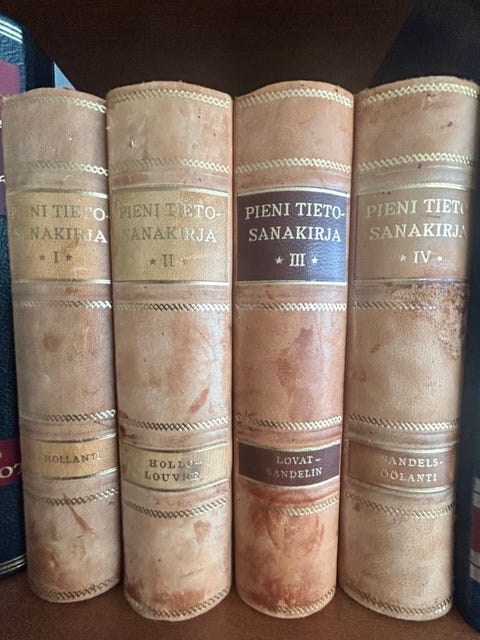 PIENI TIETO-
SANAKIRJA
* I *
HOLLANTI
PIENI TIETO-
SANAKIRJA
* II *
HOLLO-
LOUVRE
PIENI TIETO-
SANAKIRJA
* III *
LOVAT-
SANDELIN
PIENI TIETO-
SANAKIRJA
* IV *
SANDELS-
ÖÖLANTI